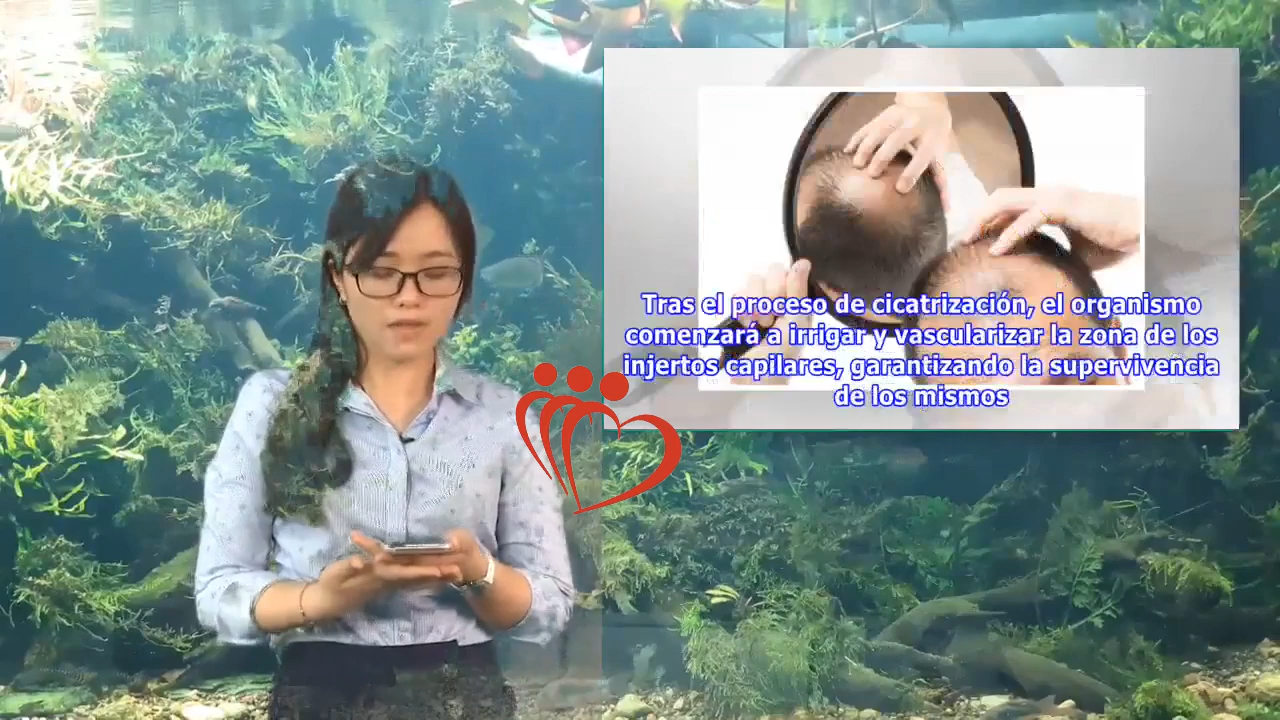 Tras el proceso de cicatrización, el organismo
comenzará a irrigar y vascularizar la zona de los
injertos capilares, garantizando la supervivencia
de los mismos